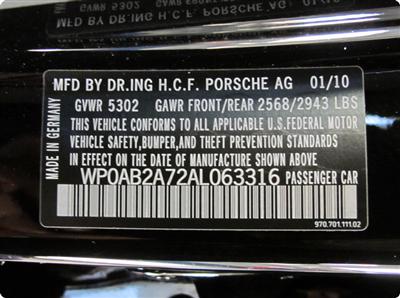 MFD BY DR.ING H.C.F. PORSCHE AG 01/10
GVWR 5302 GAWR FRONT/REAR 2568/2943 LBS
THIS CAR CONFORMS TO ALL APPLICABLE U.S.FEDERAL MOTOR
VEHICLE SAFETY,BUMPER,AND THEFT PREVENTION STANDARDS
IN EFFECT ON THE DATE OF MANUFACTURE SHOWN ABOVE
WP0AB2A72AL063316 PASSENGER CAR
970.701.111.02
MADE IN GERMANY